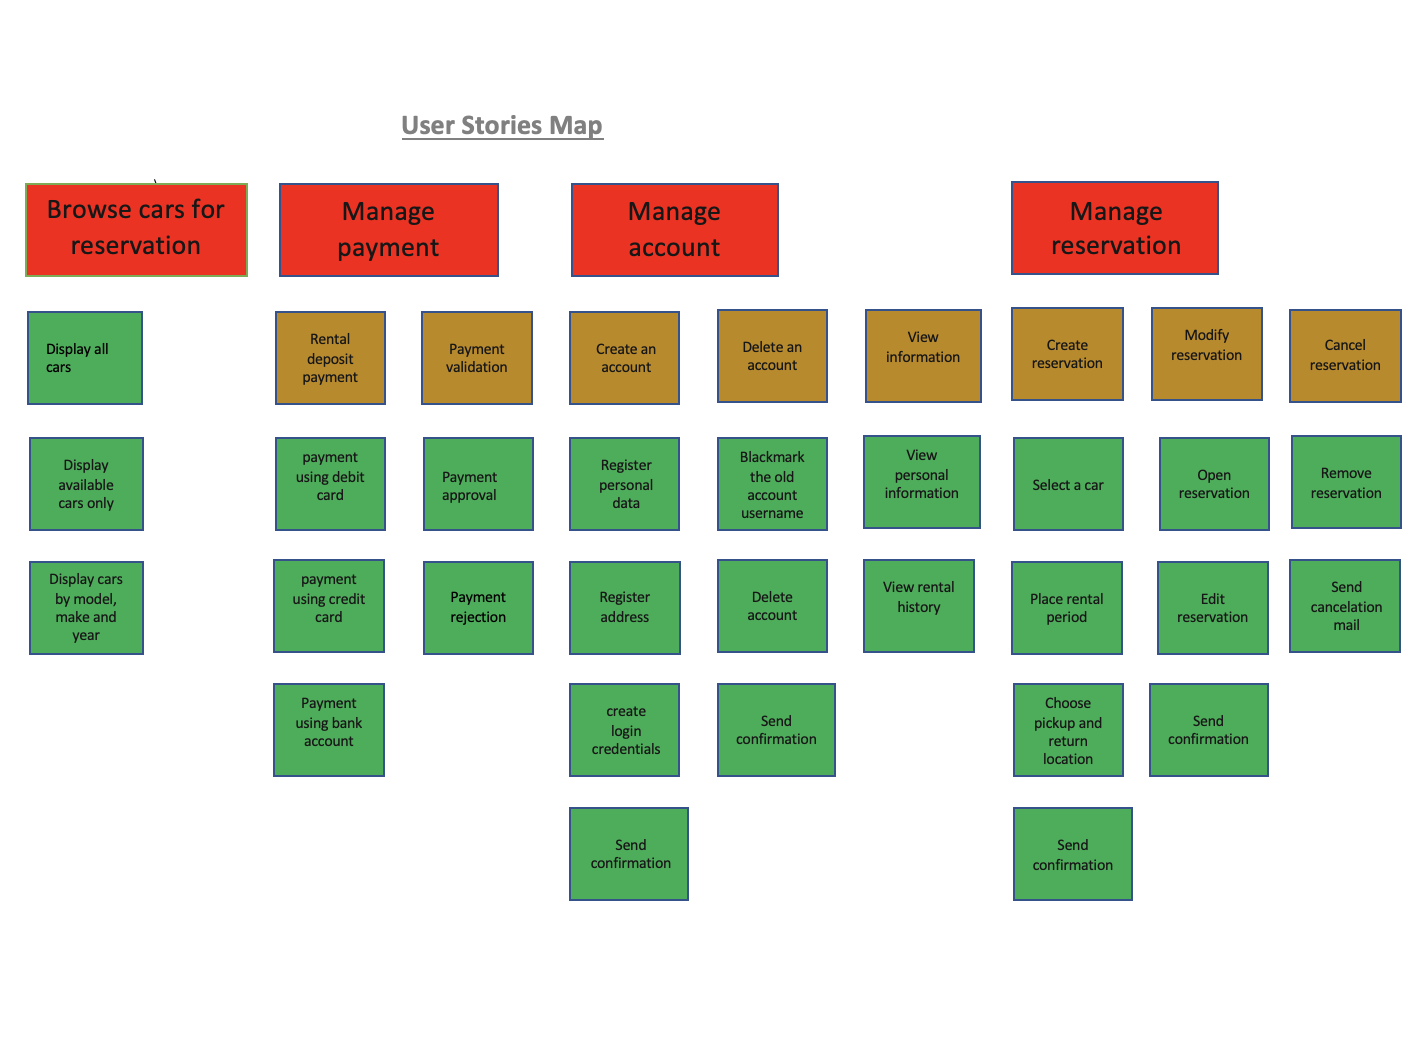 User Stories Map
Browse cars for
reservation
Manage
payment
Manage
account
Manage
reservation
Display all
cars
Rental
deposit
payment
Payment
validation
Create an
account
Delete an
account
View
information
Create
reservation
Modify
reservation
Cancel
reservation
Display
available
cars only
payment
using debit
card
Payment
approval
Register
personal
data
Blackmark
the old
account
username
View
personal
information
Select a car
Open
reservation
Remove
reservation
Display cars
by model,
make and
year
payment
using credit
card
Payment
rejection
Register
address
Delete
account
View rental
history
Place rental
period
Edit
reservation
Send
cancelation
mail
Payment
using bank
account
create
login
credentials
Send
confirmation
Choose
pickup and
return
location
Send
confirmation
Send
confirmation
Send
confirmation